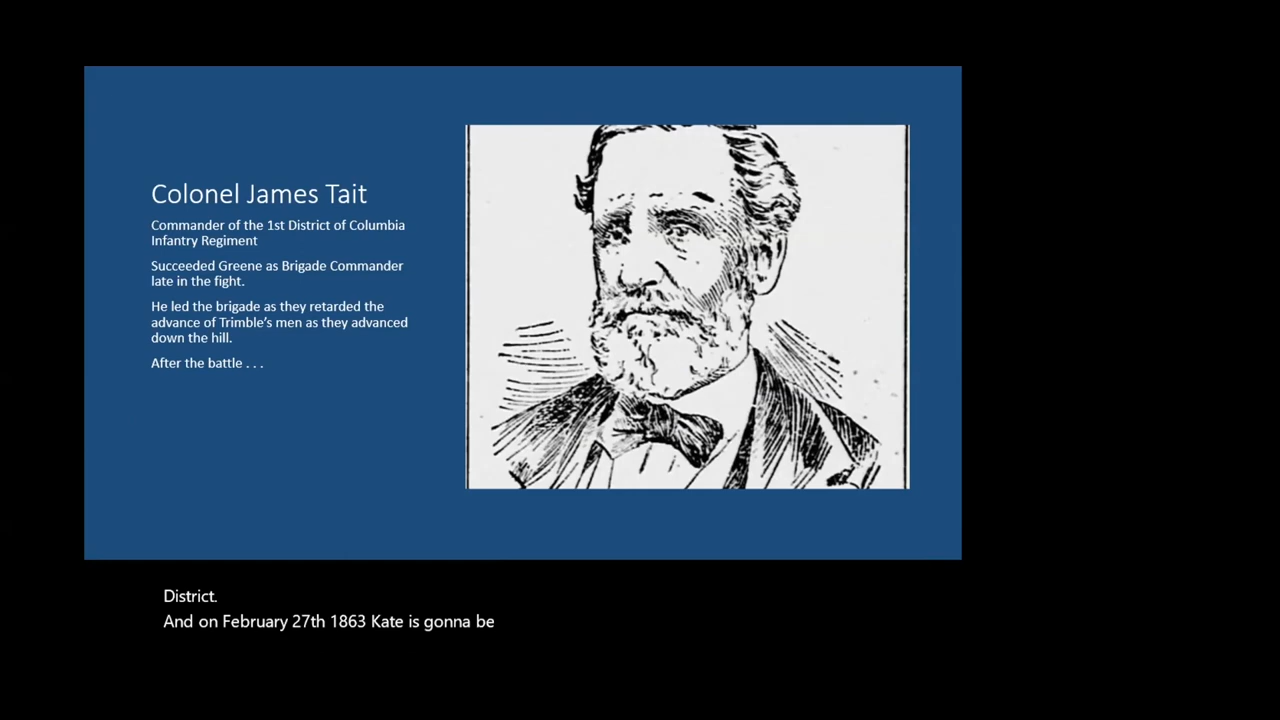 Colonel James Tait
Commander of the 1st District of Columbia
Infantry Regiment
Succeeded Greene as Brigade Commander
late in the fight.
He led the brigade as they retarded the
advance of Trimble's men as they advanced
down the hill.
After the battle . . .
District.
And on February 27th 1863 Kate is gonna be